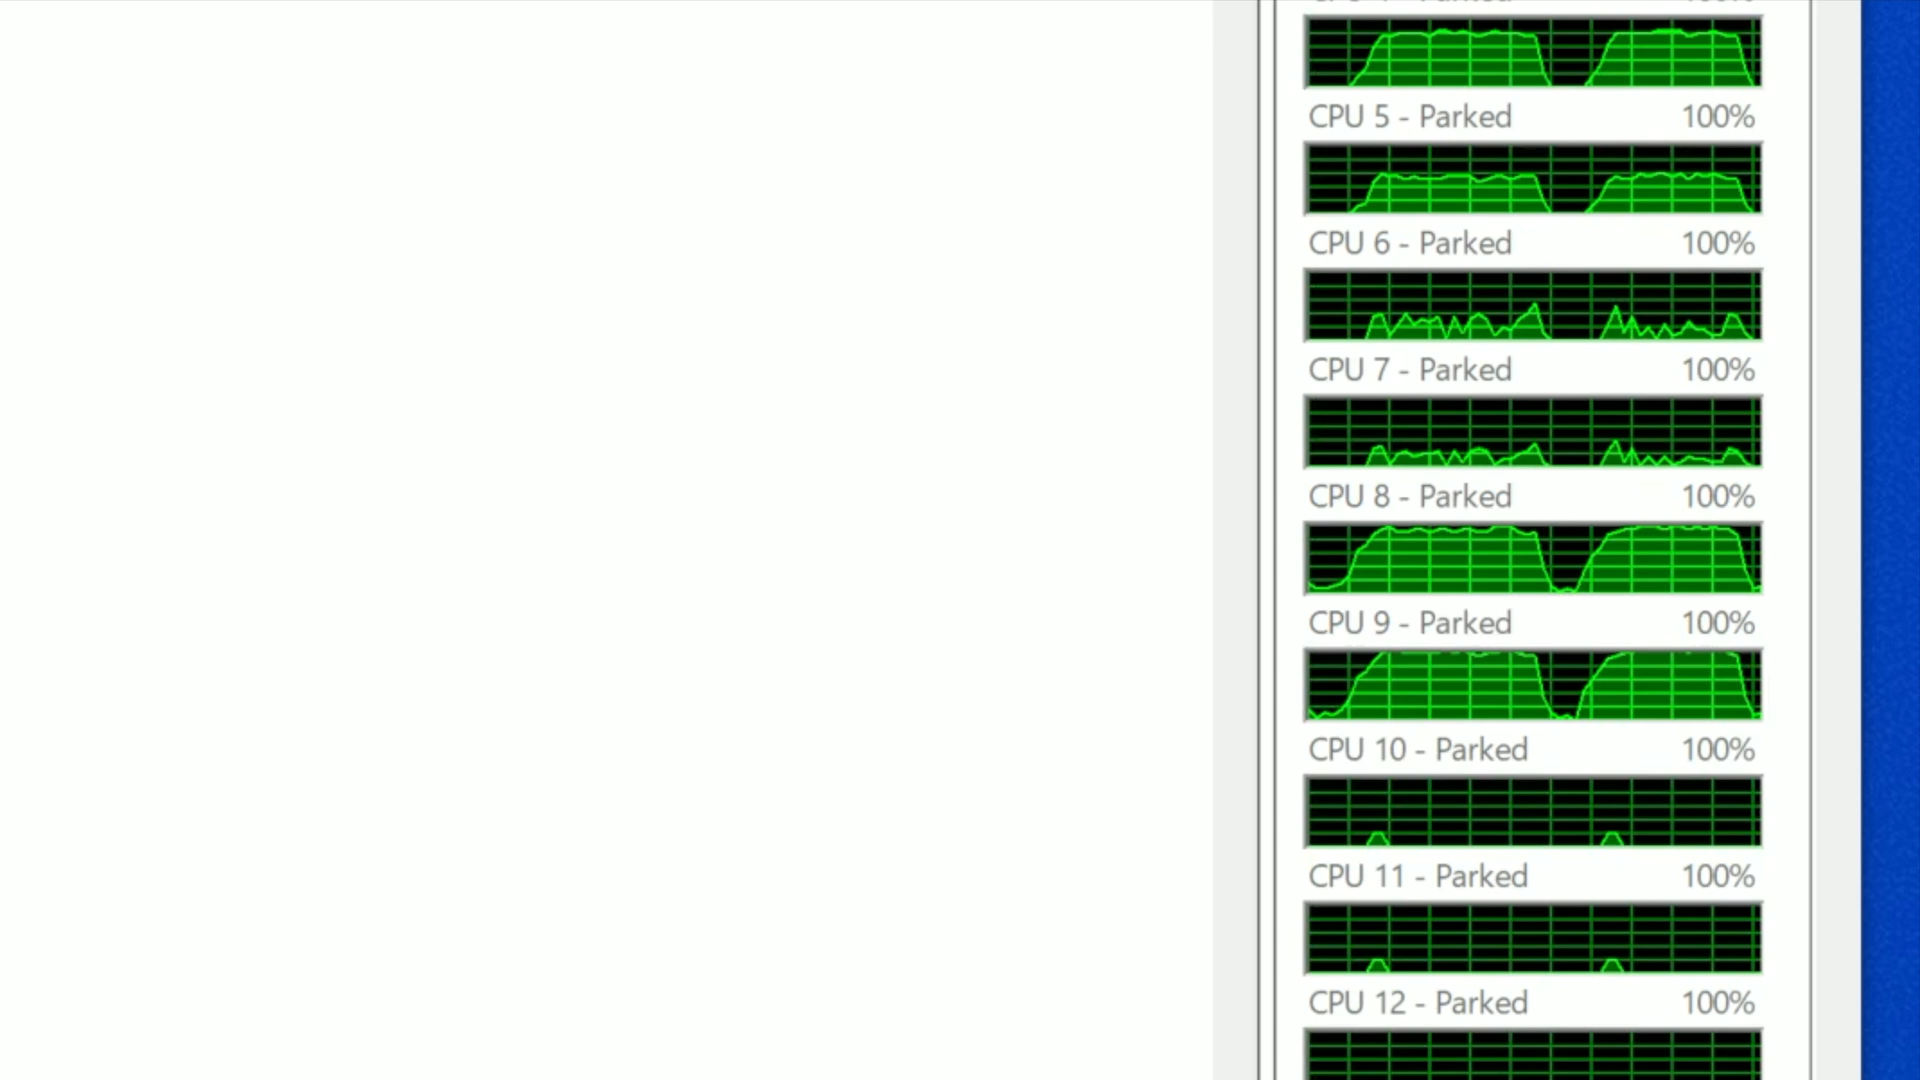 CPU 5 - Parked 100%
CPU 6 - Parked 100%
CPU 7 - Parked 100%
CPU 8 - Parked 100%
CPU 9 - Parked 100%
CPU 10 - Parked 100%
CPU 11 - Parked 100%
CPU 12 - Parked 100%